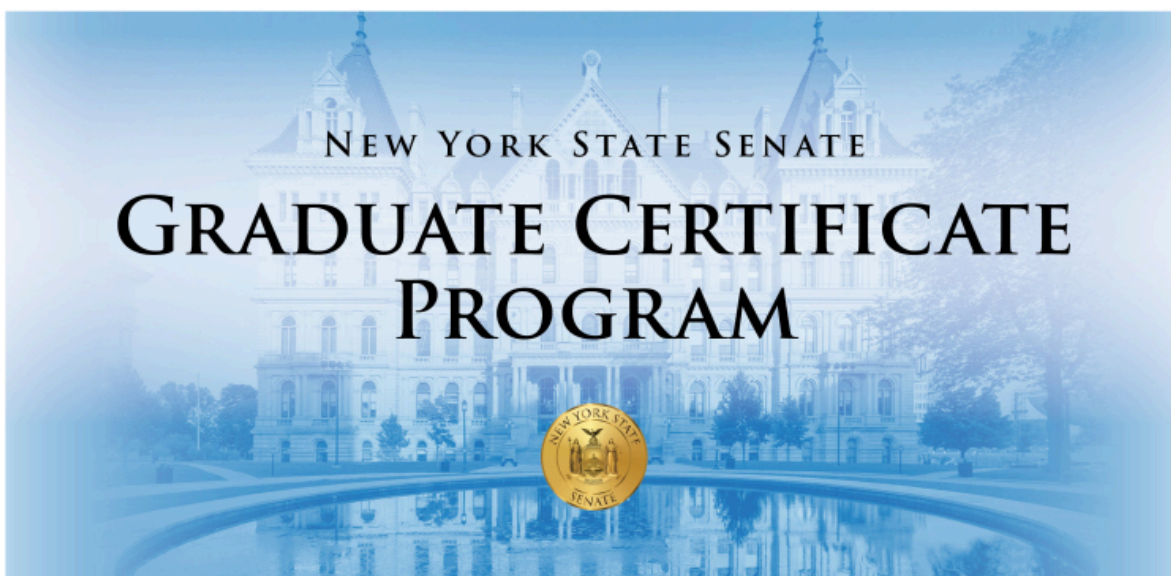 NEW YORK STATE SENATE
GRADUATE CERTIFICATE
PROGRAM
NEW YORK STATE
SENATE